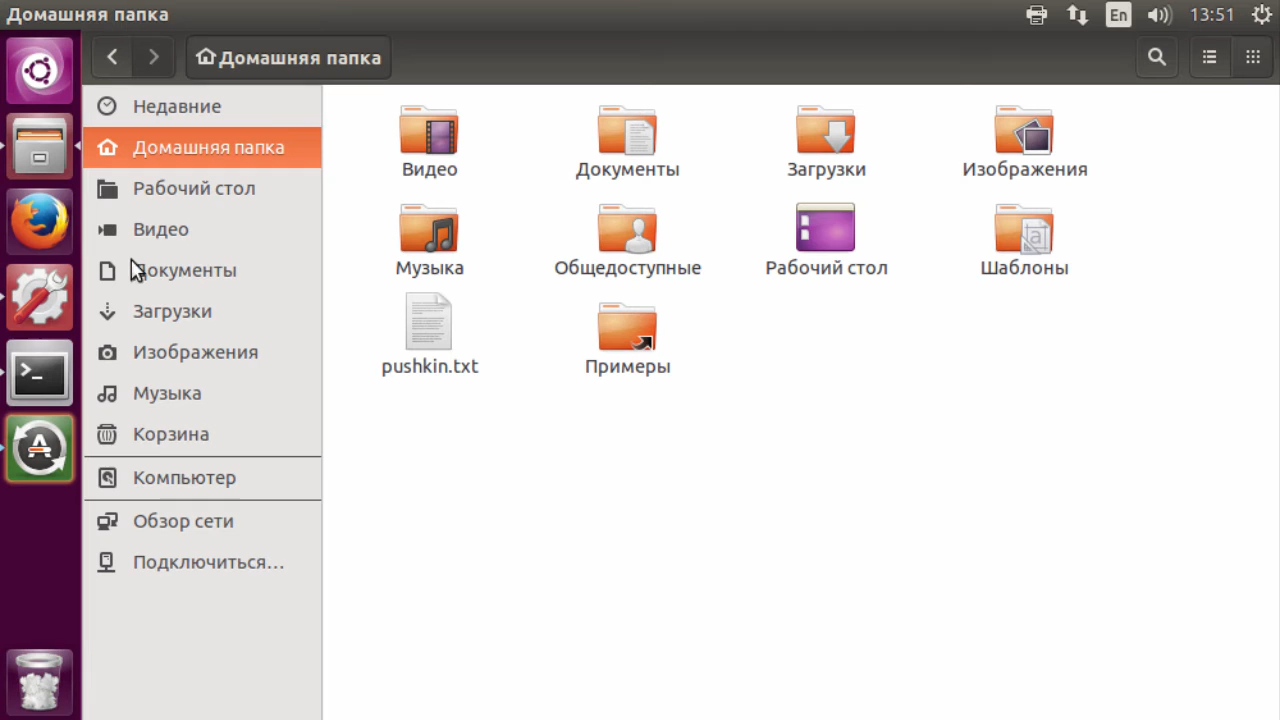 Домашняя папка
En
13:51
Домашняя папка
Недавние
Домашняя папка
Рабочий стол
Видео
Документы
Загрузки
Изображения
Музыка
Корзина
Компьютер
Обзор сети
Подключиться...
Видео
Документы
Загрузки
Изображения
Музыка
Общедоступные
Рабочий стол
Шаблоны
pushkin.txt
Примеры